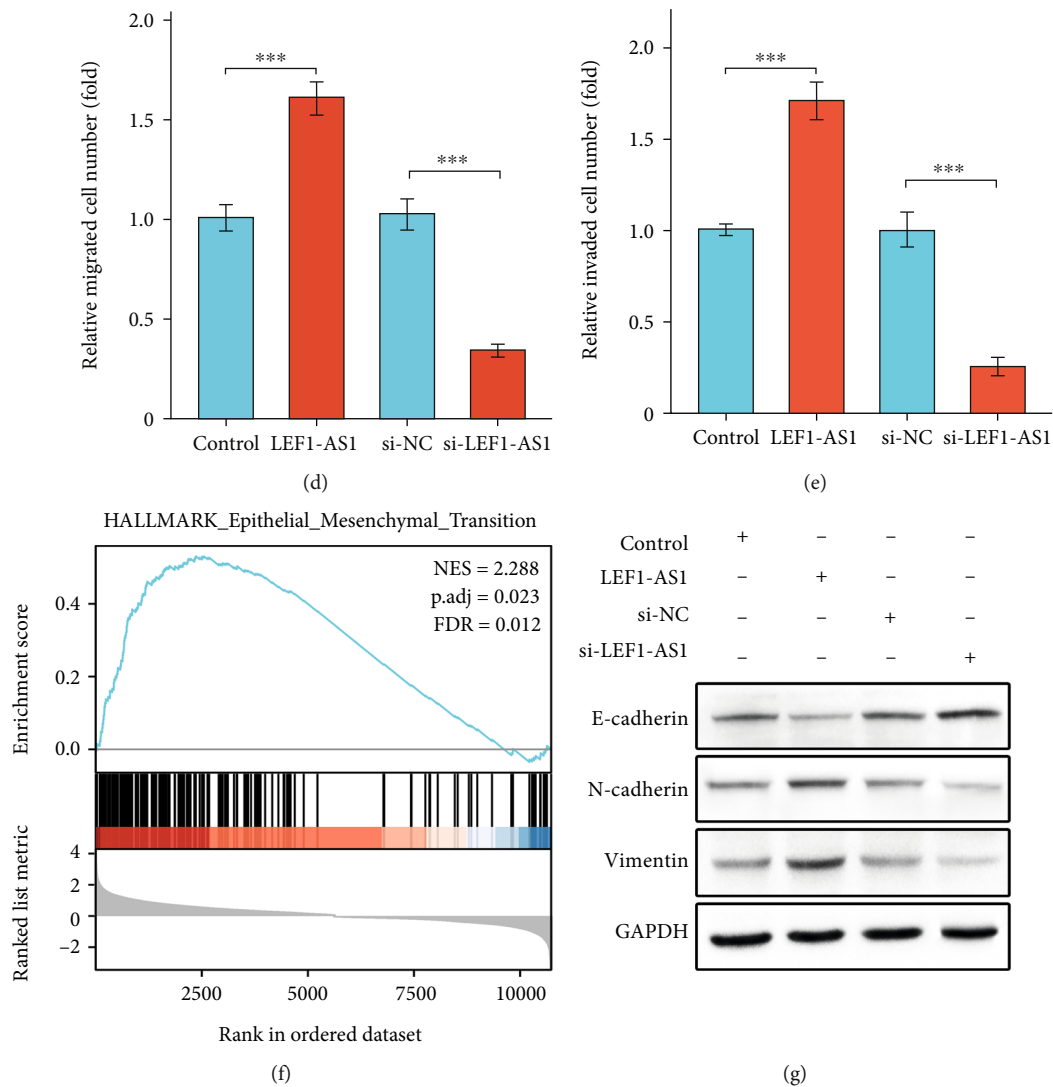 Relative migrated cell number (fold)
2.0
1.5
1.0
0.5
0
***
***
Control LEF1-AS1 si-NC si-LEF1-AS1
(d)
Relative invaded cell number (fold)
2.0
1.5
1.0
0.5
0
***
***
Control LEF1-AS1 si-NC si-LEF1-AS1
(e)
HALLMARK_Epithelial_Mesenchymal_Transition
NES = 2.288
p.adj = 0.023
FDR = 0.012
Enrichment score
0.4
0.2
0.0
Ranked list metric
4
2
0
−2
2500 5000 7500 10000
Rank in ordered dataset
(f)
Control + − − −
LEF1-AS1 − + − −
si-NC − − + −
si-LEF1-AS1 − − − +
E-cadherin
N-cadherin
Vimentin
GAPDH
(g)